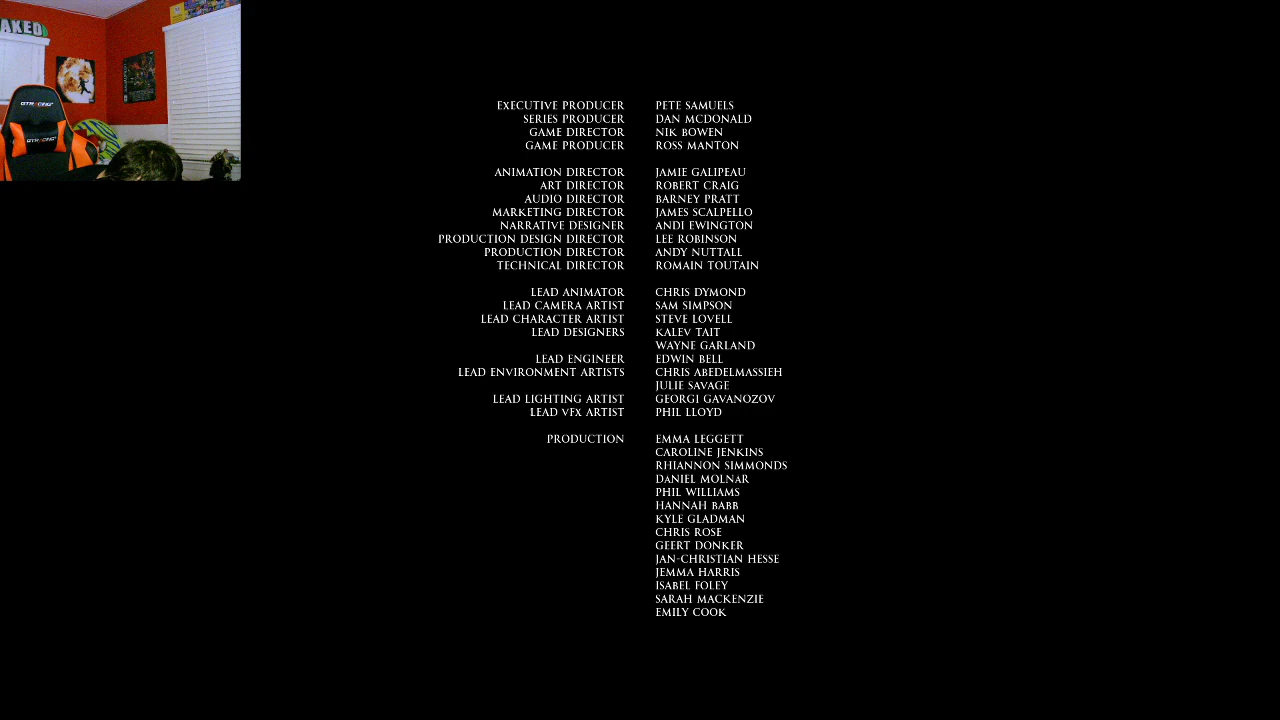 AKED
GTRACING
GTRACING
EXECUTIVE PRODUCER PETE SAMUELS
SERIES PRODUCER DAN MCDONALD
GAME DIRECTOR NIK BOWEN
GAME PRODUCER ROSS MANTON
ANIMATION DIRECTOR JAMIE GALIPEAU
ART DIRECTOR ROBERT CRAIG
AUDIO DIRECTOR BARNEY PRATT
MARKETING DIRECTOR JAMES SCALPELLO
NARRATIVE DESIGNER ANDI EWINGTON
PRODUCTION DESIGN DIRECTOR LEE ROBINSON
PRODUCTION DIRECTOR ANDY NUTTALL
TECHNICAL DIRECTOR ROMAIN TOUTAIN
LEAD ANIMATOR CHRIS DYMOND
LEAD CAMERA ARTIST SAM SIMPSON
LEAD CHARACTER ARTIST STEVE LOVELL
LEAD DESIGNERS KALEV TAIT
WAYNE GARLAND
LEAD ENGINEER EDWIN BELL
LEAD ENVIRONMENT ARTISTS CHRIS ABEDELMASSIEH
JULIE SAVAGE
LEAD LIGHTING ARTIST GEORGI GAVANOZOV
LEAD VFX ARTIST PHIL LLOYD
PRODUCTION EMMA LEGGETT
CAROLINE JENKINS
RHIANNON SIMMONDS
DANIEL MOLNAR
PHIL WILLIAMS
HANNAH BABB
KYLE GLADMAN
CHRIS ROSE
GEERT DONKER
JAN-CHRISTIAN HESSE
JEMMA HARRIS
ISABEL FOLEY
SARAH MACKENZIE
EMILY COOK